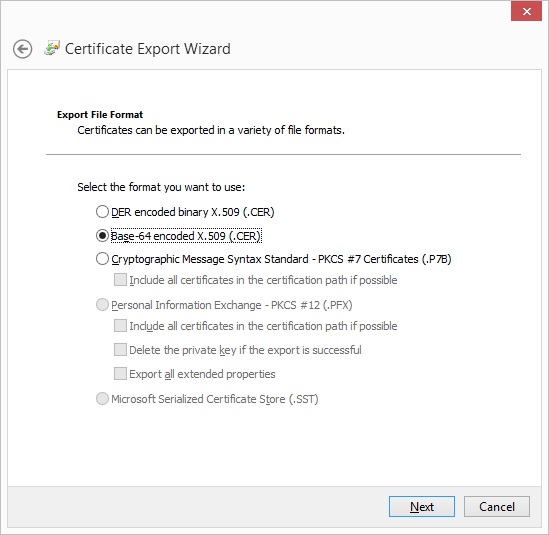 Certificate Export Wizard
Export File Format
Certificates can be exported in a variety of file formats.
Select the format you want to use:
DER encoded binary X.509 (.CER)
Base-64 encoded X.509 (.CER)
Cryptographic Message Syntax Standard - PKCS #7 Certificates (.P7B)
Include all certificates in the certification path if possible
Personal Information Exchange - PKCS #12 (.PFX)
Include all certificates in the certification path if possible
Delete the private key if the export is successful
Export all extended properties
Microsoft Serialized Certificate Store (.SST)
Next Cancel